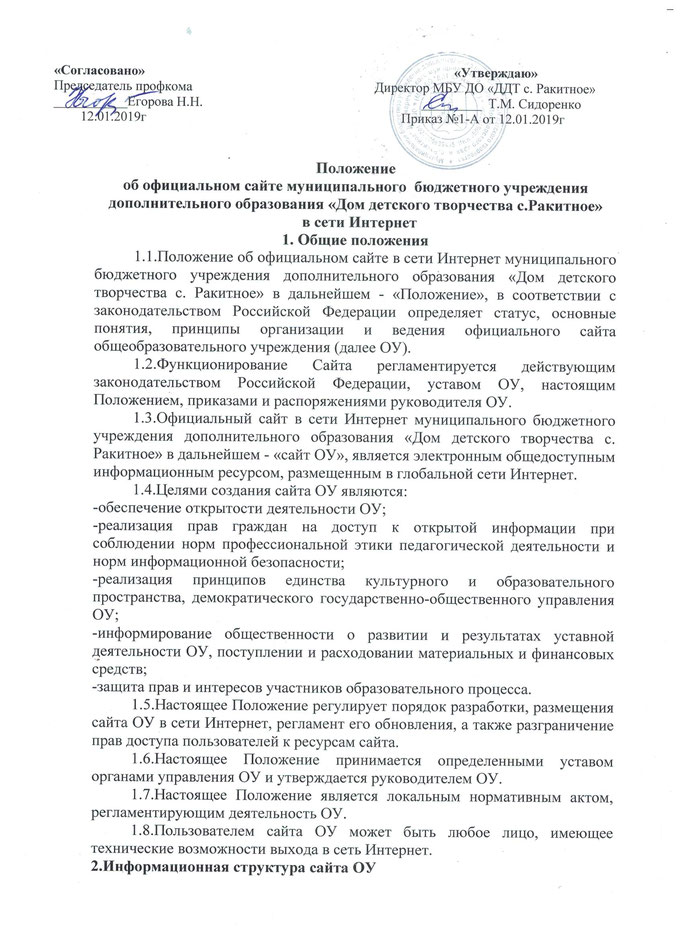 «Согласовано»
«Утверждаю»
Председатель профкома
Директор МБУ ДО «ДДТ с. Ракитное»
Егорова Н.Н.
Т.М. Сидоренко
12.01.2019г
Приказ №1-А от 12.01.2019г
Положение
об официальном сайте муниципального бюджетного учреждения
дополнительного образования «Дом детского творчества с.Ракитное»
в сети Интернет
1. Общие положения
1.1.Положение об официальном сайте в сети Интернет муниципального
бюджетного учреждения дополнительного образования «Дом детского
творчества с. Ракитное» в дальнейшем - «Положение», в соответствии с
законодательством Российской Федерации определяет статус, основные
понятия, принципы организации и ведения официального сайта
общеобразовательного учреждения (далее ОУ).
1.2.Функционирование Сайта регламентируется действующим
законодательством Российской Федерации, уставом ОУ, настоящим
Положением, приказами и распоряжениями руководителя ОУ.
1.3.Официальный сайт в сети Интернет муниципального бюджетного
учреждения дополнительного образования «Дом детского творчества с.
Ракитное» в дальнейшем - «сайт ОУ», является электронным общедоступным
информационным ресурсом, размещенным в глобальной сети Интернет.
1.4.Целями создания сайта ОУ являются:
-обеспечение открытости деятельности ОУ;
-реализация прав граждан на доступ к открытой информации при
соблюдении норм профессиональной этики педагогической деятельности и
норм информационной безопасности;
-реализация принципов единства культурного и образовательного
пространства, демократического государственно-общественного управления
ОУ;
-информирование общественности о развитии и результатах уставной
деятельности ОУ, поступлении и расходовании материальных и финансовых
средств;
-защита прав и интересов участников образовательного процесса.
1.5.Настоящее Положение регулирует порядок разработки, размещения
сайта ОУ в сети Интернет, регламент его обновления, а также разграничение
прав доступа пользователей к ресурсам сайта.
1.6.Настоящее Положение принимается определенными уставом
органами управления ОУ и утверждается руководителем ОУ.
1.7.Настоящее Положение является локальным нормативным актом,
регламентирующим деятельность ОУ.
1.8.Пользователем сайта ОУ может быть любое лицо, имеющее
технические возможности выхода в сеть Интернет.
2.Информационная структура сайта ОУ